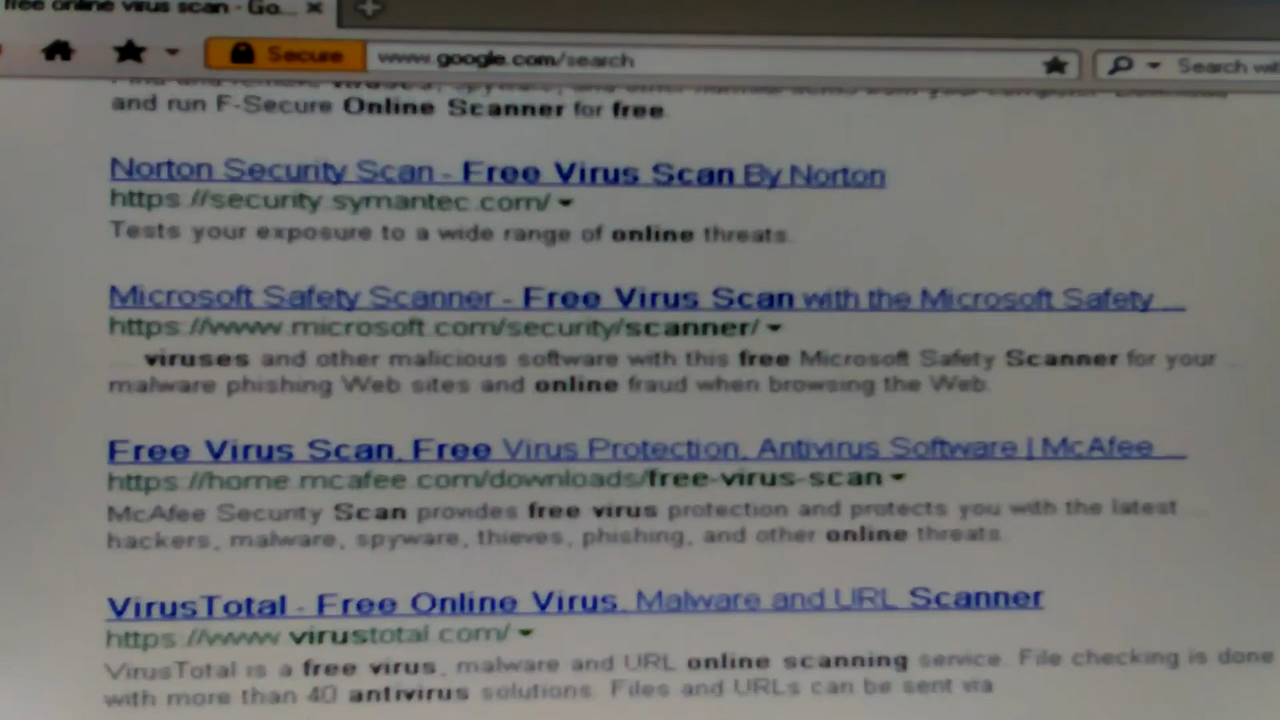 free online virus scan - Go...
Secure
www.google.com/search
Search wit
and run F-Secure Online Scanner for free.
Norton Security Scan - Free Virus Scan By Norton
https://security.symantec.com/
Tests your exposure to a wide range of online threats.
Microsoft Safety Scanner - Free Virus Scan with the Microsoft Safety ...
https://www.microsoft.com/security/scanner/
... viruses and other malicious software with this free Microsoft Safety Scanner for your ...
malware phishing Web sites and online fraud when browsing the Web.
Free Virus Scan, Free Virus Protection, Antivirus Software | McAfee ...
https://home.mcafee.com/downloads/free-virus-scan
McAfee Security Scan provides free virus protection and protects you with the latest ...
hackers, malware, spyware, thieves, phishing, and other online threats.
VirusTotal - Free Online Virus, Malware and URL Scanner
https://www.virustotal.com/
VirusTotal is a free virus, malware and URL online scanning service. File checking is done
with more than 40 antivirus solutions. Files and URLs can be sent via